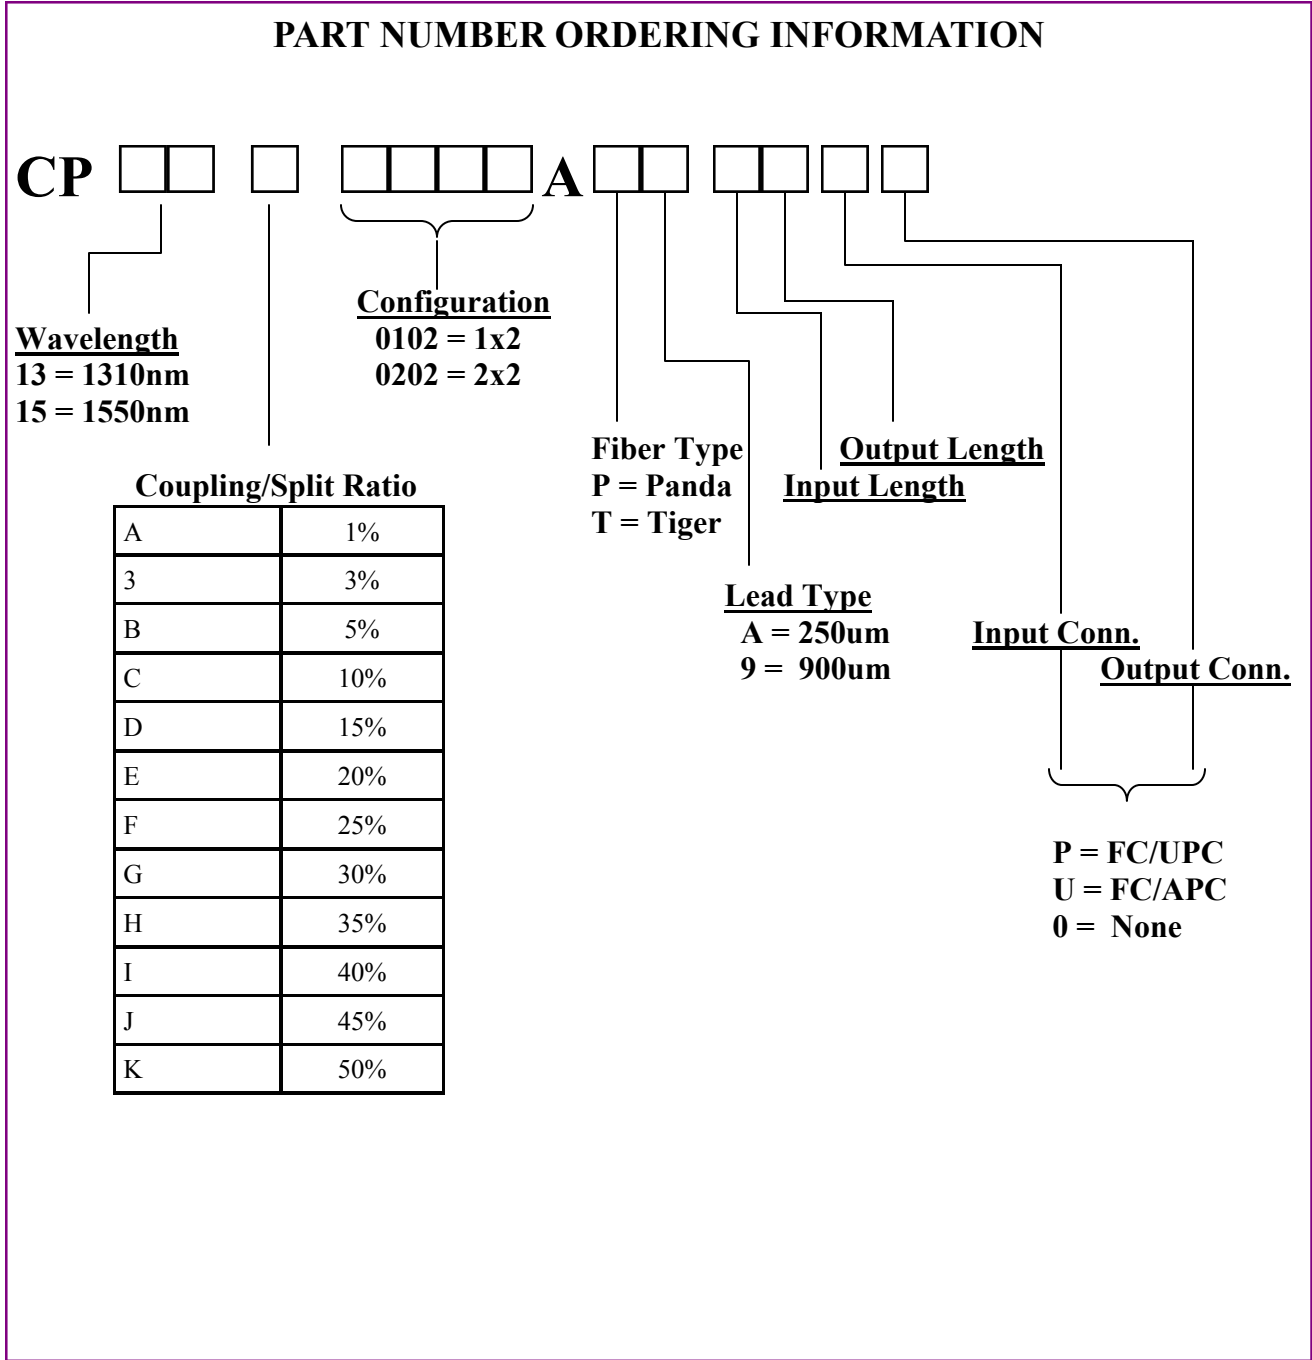 PART NUMBER ORDERING INFORMATION
CP A
Wavelength
13 = 1310nm
15 = 1550nm
Configuration
0102 = 1x2
0202 = 2x2
Coupling/Split Ratio
A 1%
3 3%
B 5%
C 10%
D 15%
E 20%
F 25%
G 30%
H 35%
I 40%
J 45%
K 50%
Fiber Type
P = Panda
T = Tiger
Output Length
Input Length
Lead Type
A = 250um
9 = 900um
Input Conn.
Output Conn.
P = FC/UPC
U = FC/APC
0 = None